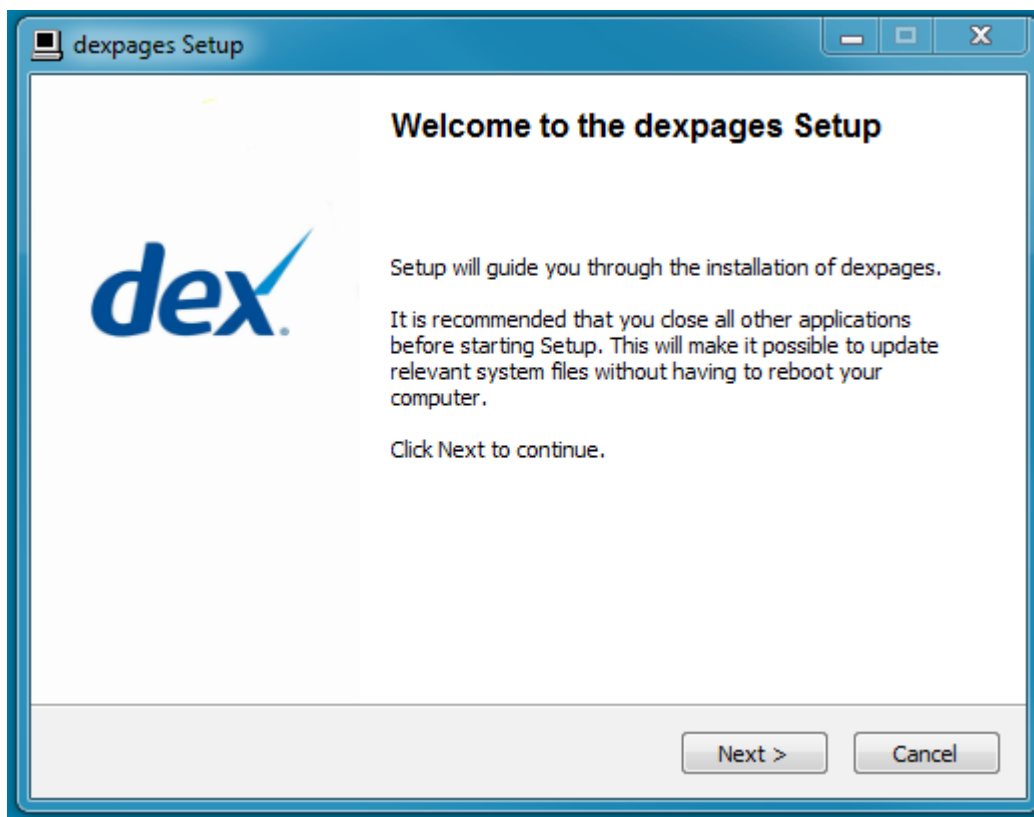 dexpages Setup
Welcome to the dexpages Setup
dex.
Setup will guide you through the installation of dexpages.
It is recommended that you close all other applications
before starting Setup. This will make it possible to update
relevant system files without having to reboot your
computer.
Click Next to continue.
Next >
Cancel